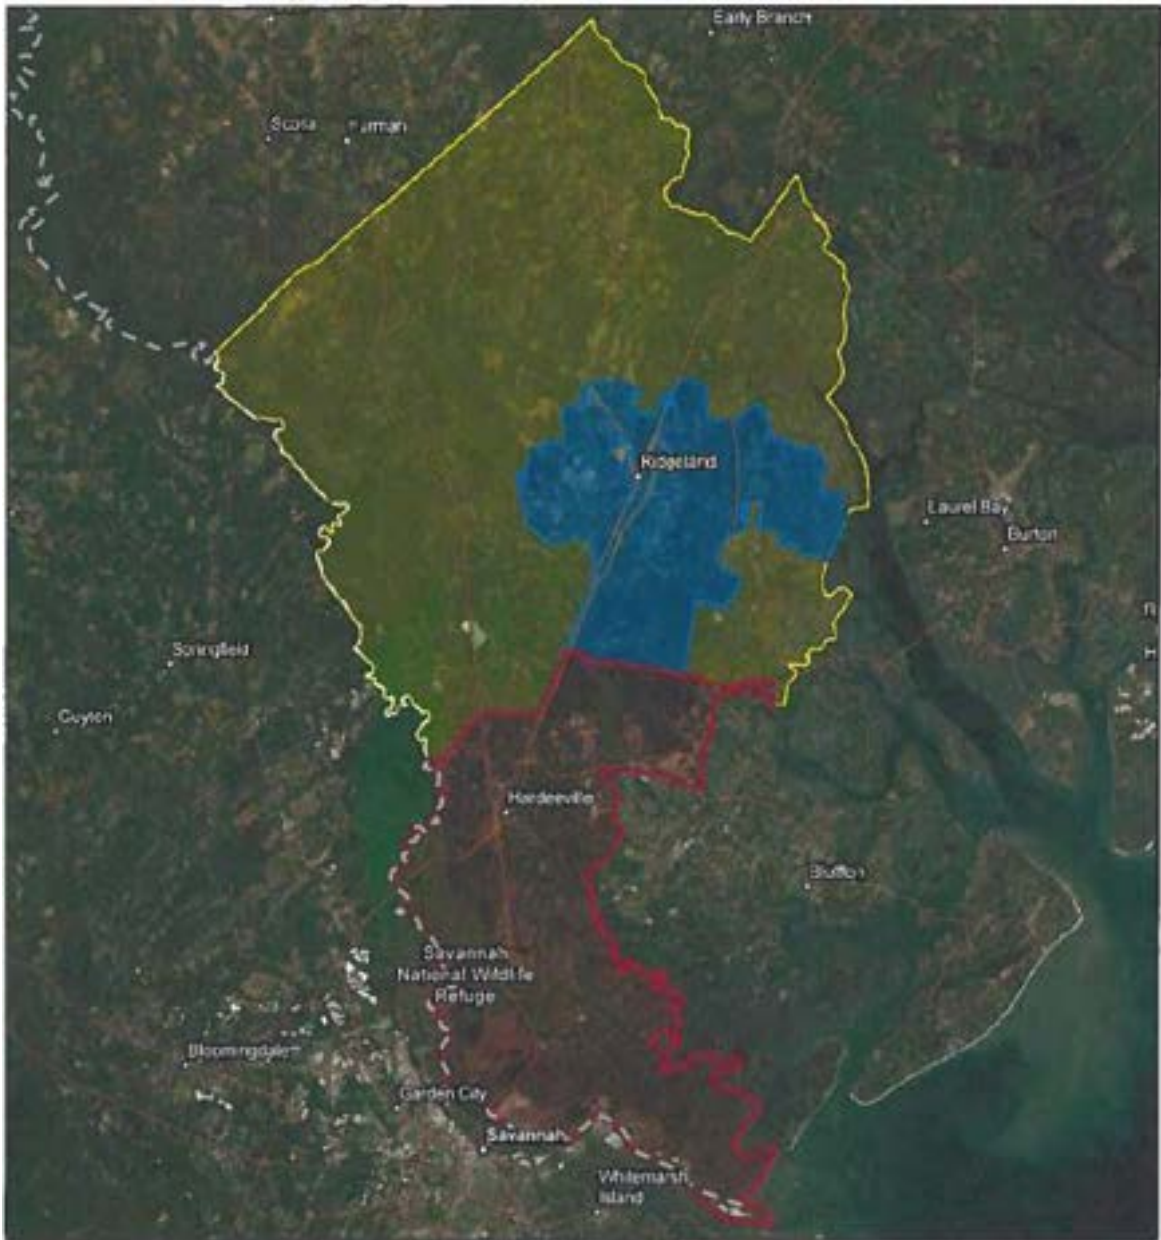 Early Branch
Scotia
Furman
Ridgeland
Laurel Bay
Burton
Springfield
Guyton
Hardeeville
Bluffton
Savannah
National Wildlife
Refuge
Bloomingdale
Garden City
Savannah
Whitemarsh
Island